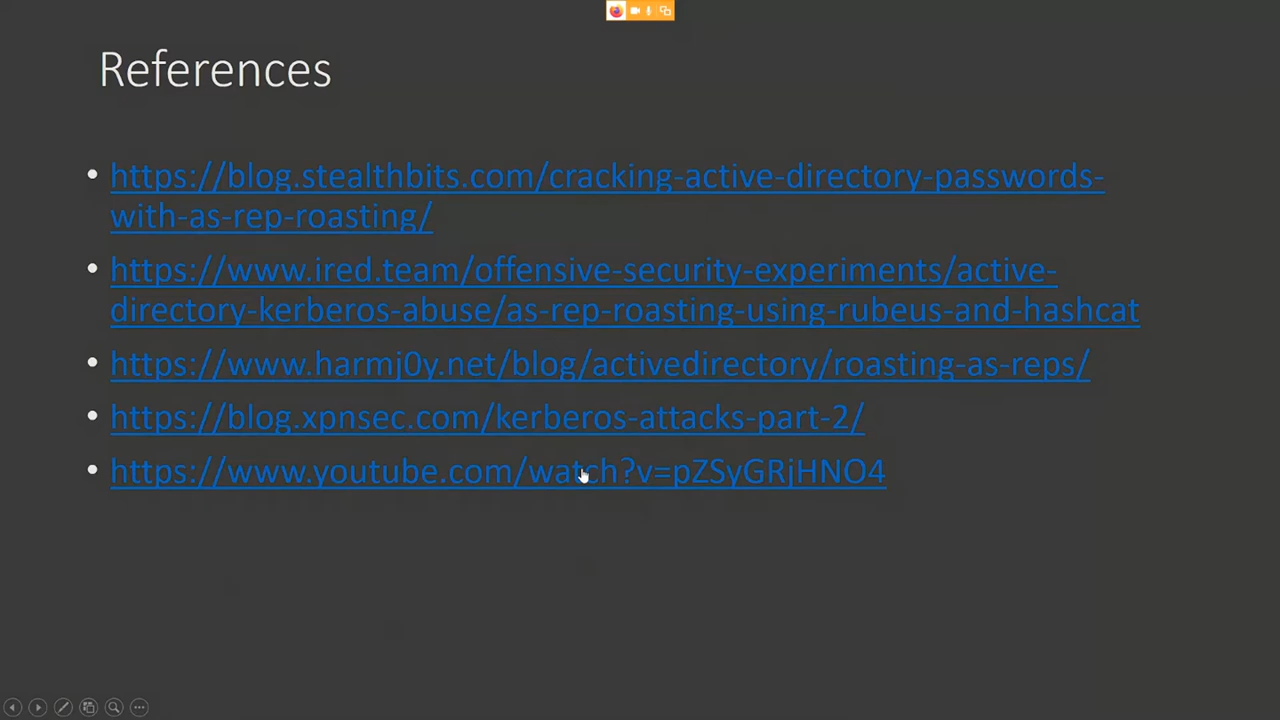 References
• https://blog.stealthbits.com/cracking-active-directory-passwords-
with-as-rep-roasting/
• https://www.ired.team/offensive-security-experiments/active-
directory-kerberos-abuse/as-rep-roasting-using-rubeus-and-hashcat
• https://www.harmj0y.net/blog/activedirectory/roasting-as-reps/
• https://blog.xpnsec.com/kerberos-attacks-part-2/
• https://www.youtube.com/watch?v=pZSyGRjHNO4